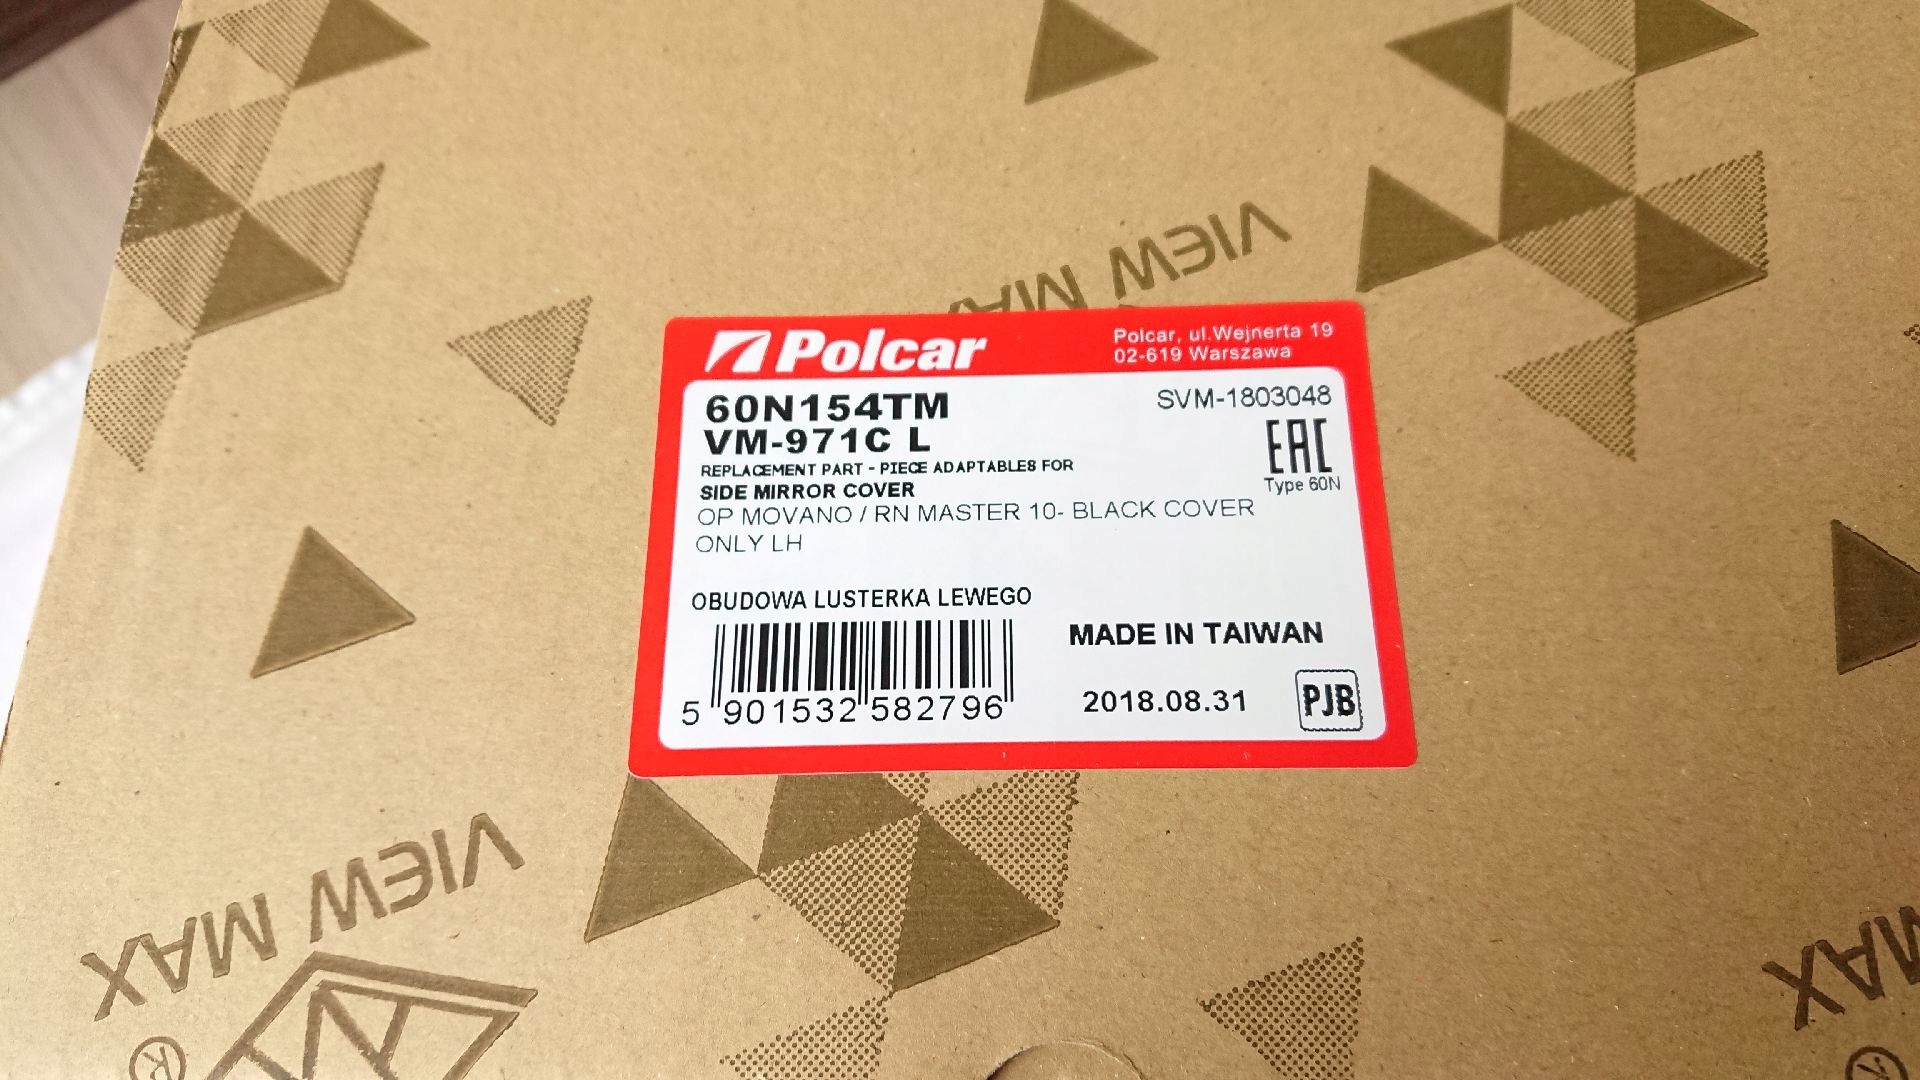 VIEW MAX
Polcar
Polcar, ul.Wejnerta 19
02-619 Warszawa
60N154TM
SVM-1803048
VM-971C L
EAC
REPLACEMENT PART - PIECE ADAPTABLES FOR
Type 60N
SIDE MIRROR COVER
OP MOVANO / RN MASTER 10- BLACK COVER
ONLY LH
OBUDOWA LUSTERKA LEWEGO
MADE IN TAIWAN
5 901532 582796
2018.08.31
PJB
VIEW MAX
MAX